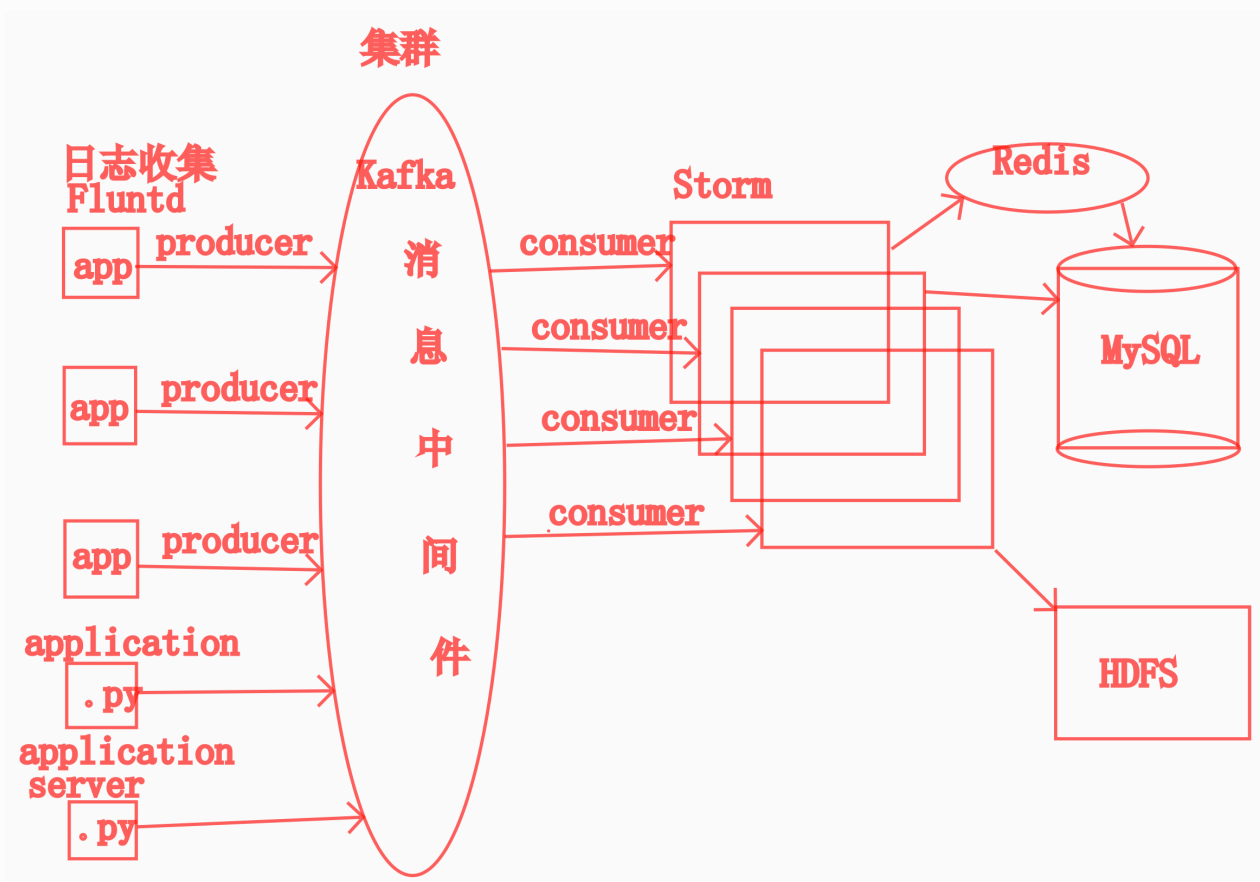 集群
日志收集
Fluntd
app
producer
app
producer
app
producer
application
.py
application
server
.py
Kafka
消
息
中
间
件
consumer
consumer
consumer
consumer
Storm
Redis
MySQL
HDFS